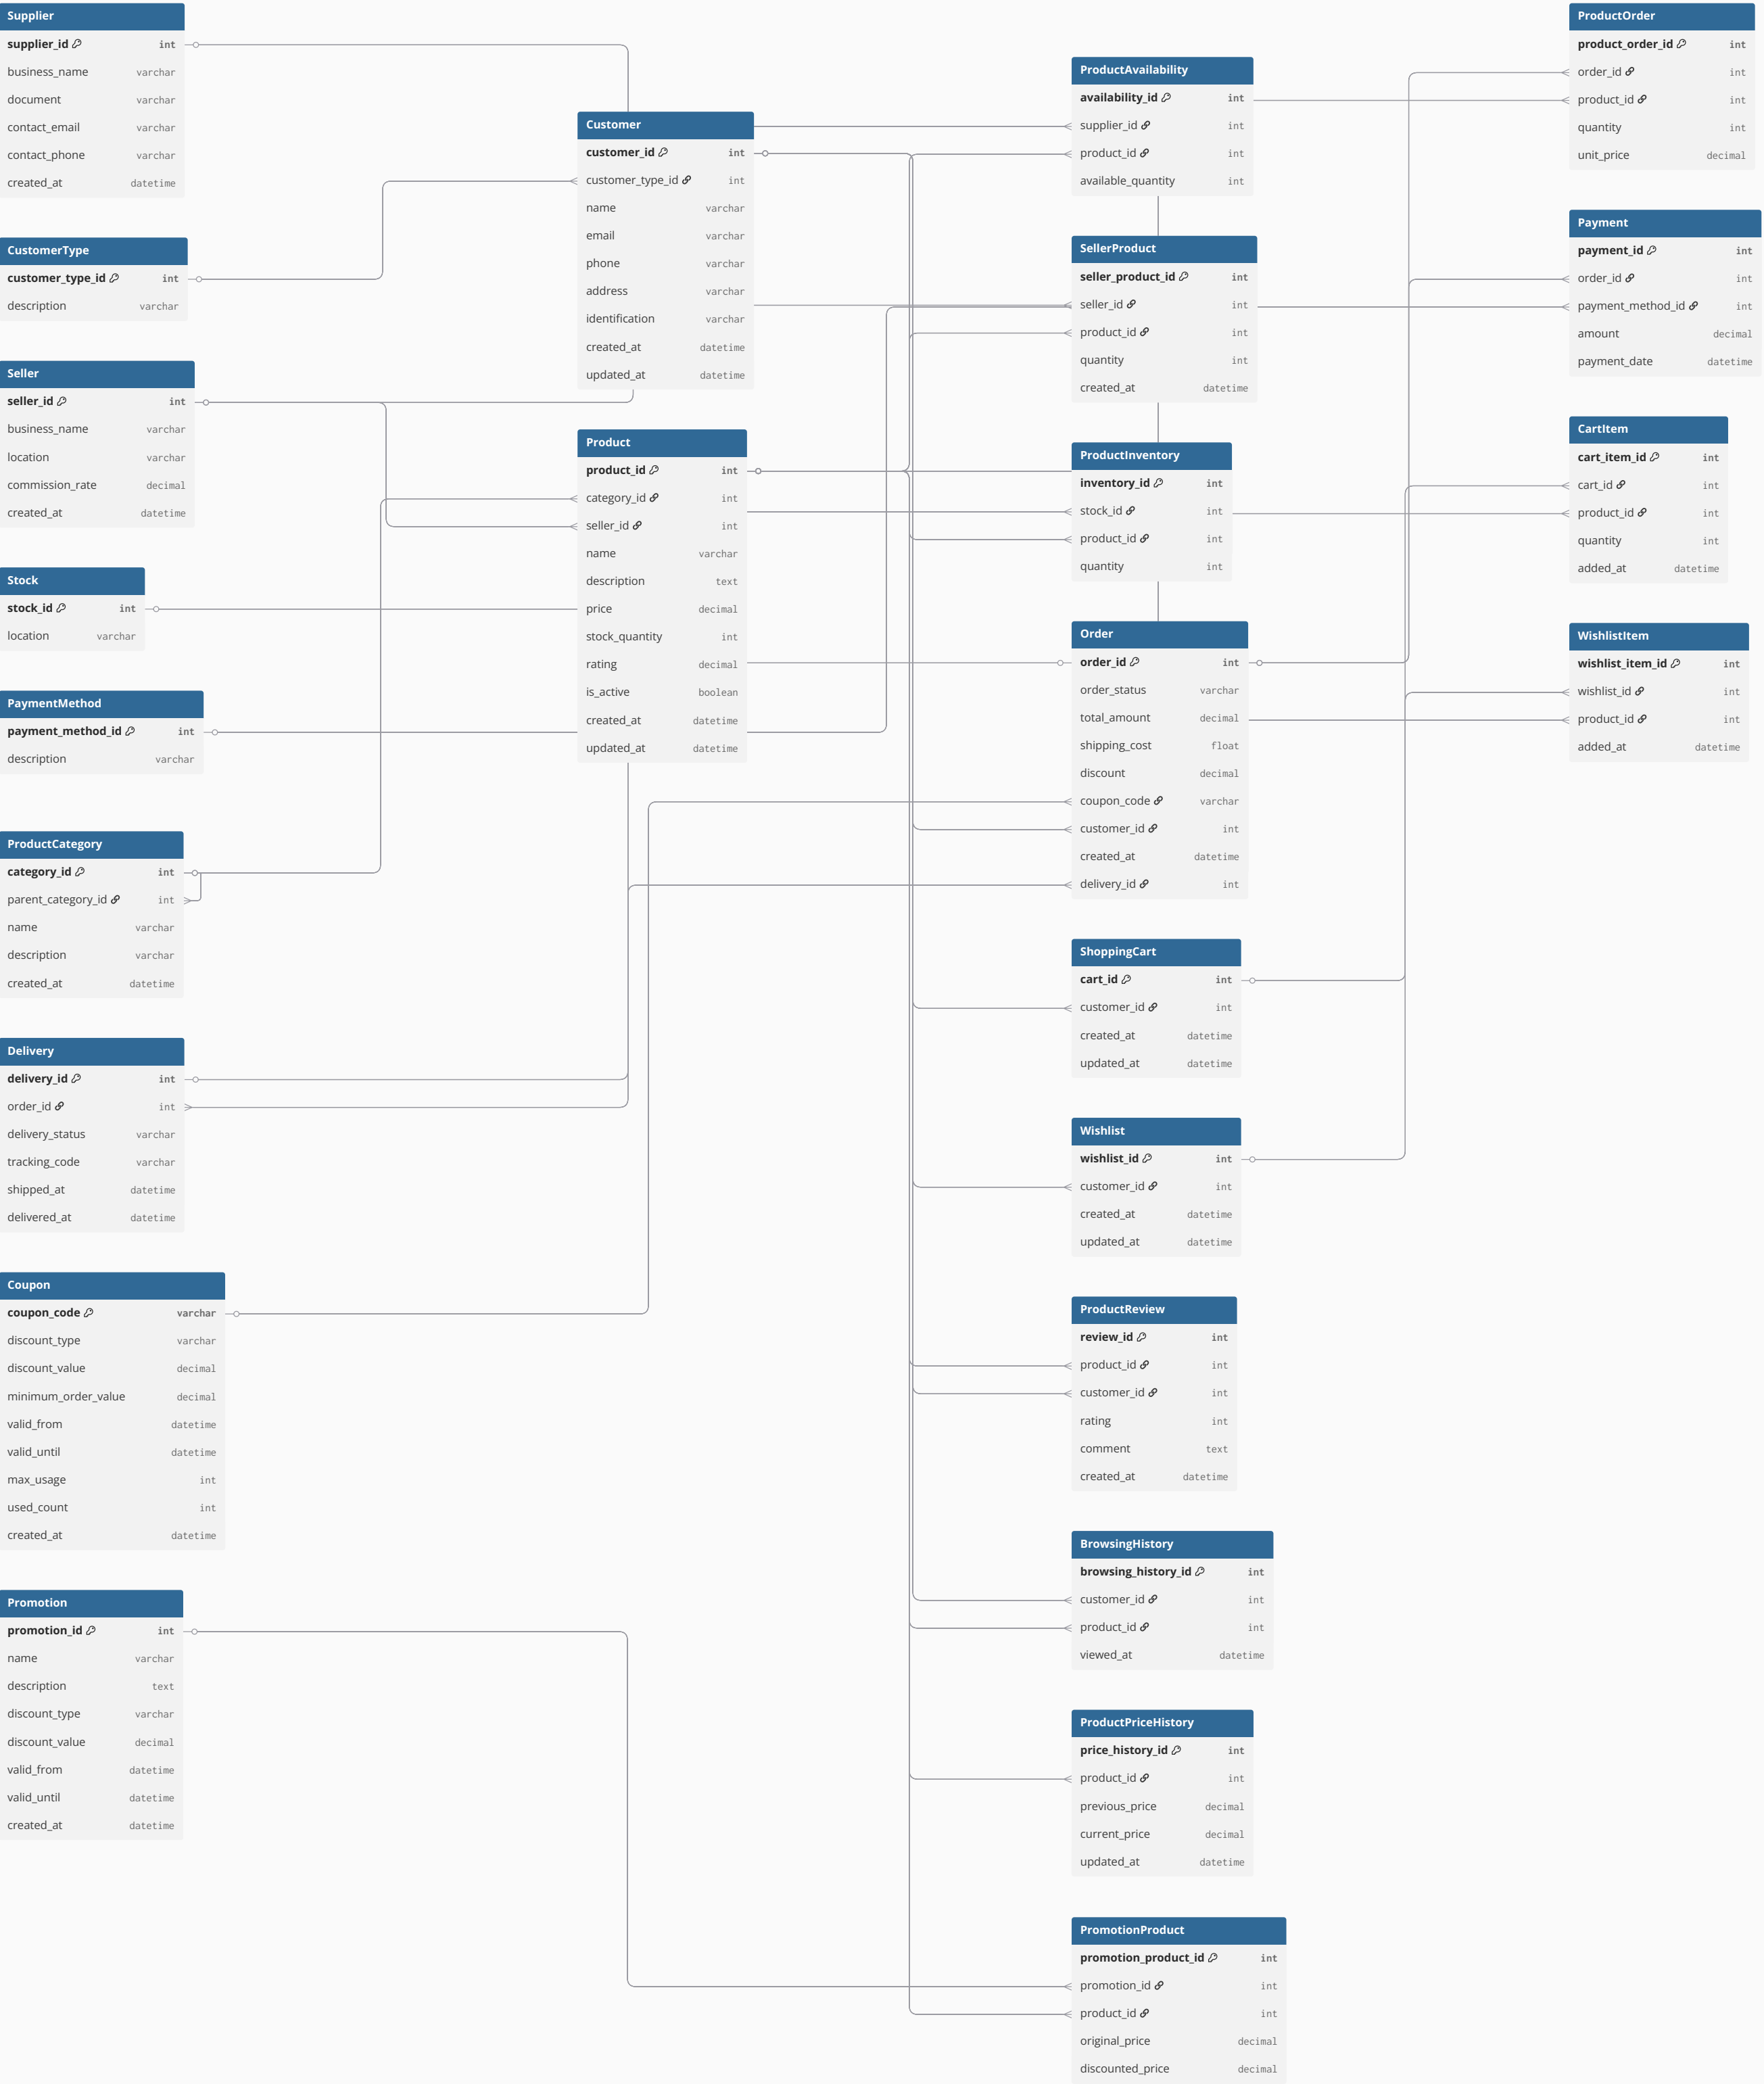 Supplier
supplier_id int
business_name varchar
document varchar
contact_email varchar
contact_phone varchar
created_at datetime
CustomerType
customer_type_id int
description varchar
Seller
seller_id int
business_name varchar
location varchar
commission_rate decimal
created_at datetime
Stock
stock_id int
location varchar
PaymentMethod
payment_method_id int
description varchar
ProductCategory
category_id int
parent_category_id int
name varchar
description varchar
created_at datetime
Delivery
delivery_id int
order_id int
delivery_status varchar
tracking_code varchar
shipped_at datetime
delivered_at datetime
Coupon
coupon_code varchar
discount_type varchar
discount_value decimal
minimum_order_value decimal
valid_from datetime
valid_until datetime
max_usage int
used_count int
created_at datetime
Promotion
promotion_id int
name varchar
description text
discount_type varchar
discount_value decimal
valid_from datetime
valid_until datetime
created_at datetime
Customer
customer_id int
customer_type_id int
name varchar
email varchar
phone varchar
address varchar
identification varchar
created_at datetime
updated_at datetime
Product
product_id int
category_id int
seller_id int
name varchar
description text
price decimal
stock_quantity int
rating decimal
is_active boolean
created_at datetime
updated_at datetime
ProductAvailability
availability_id int
supplier_id int
product_id int
available_quantity int
SellerProduct
seller_product_id int
seller_id int
product_id int
quantity int
created_at datetime
ProductInventory
inventory_id int
stock_id int
product_id int
quantity int
Order
order_id int
order_status varchar
total_amount decimal
shipping_cost float
discount decimal
coupon_code varchar
customer_id int
created_at datetime
delivery_id int
ShoppingCart
cart_id int
customer_id int
created_at datetime
updated_at datetime
Wishlist
wishlist_id int
customer_id int
created_at datetime
updated_at datetime
ProductReview
review_id int
product_id int
customer_id int
rating int
comment text
created_at datetime
BrowsingHistory
browsing_history_id int
customer_id int
product_id int
viewed_at datetime
ProductPriceHistory
price_history_id int
product_id int
previous_price decimal
current_price decimal
updated_at datetime
PromotionProduct
promotion_product_id int
promotion_id int
product_id int
original_price decimal
discounted_price decimal
ProductOrder
product_order_id int
order_id int
product_id int
quantity int
unit_price decimal
Payment
payment_id int
order_id int
payment_method_id int
amount decimal
payment_date datetime
CartItem
cart_item_id int
cart_id int
product_id int
quantity int
added_at datetime
WishlistItem
wishlist_item_id int
wishlist_id int
product_id int
added_at datetime